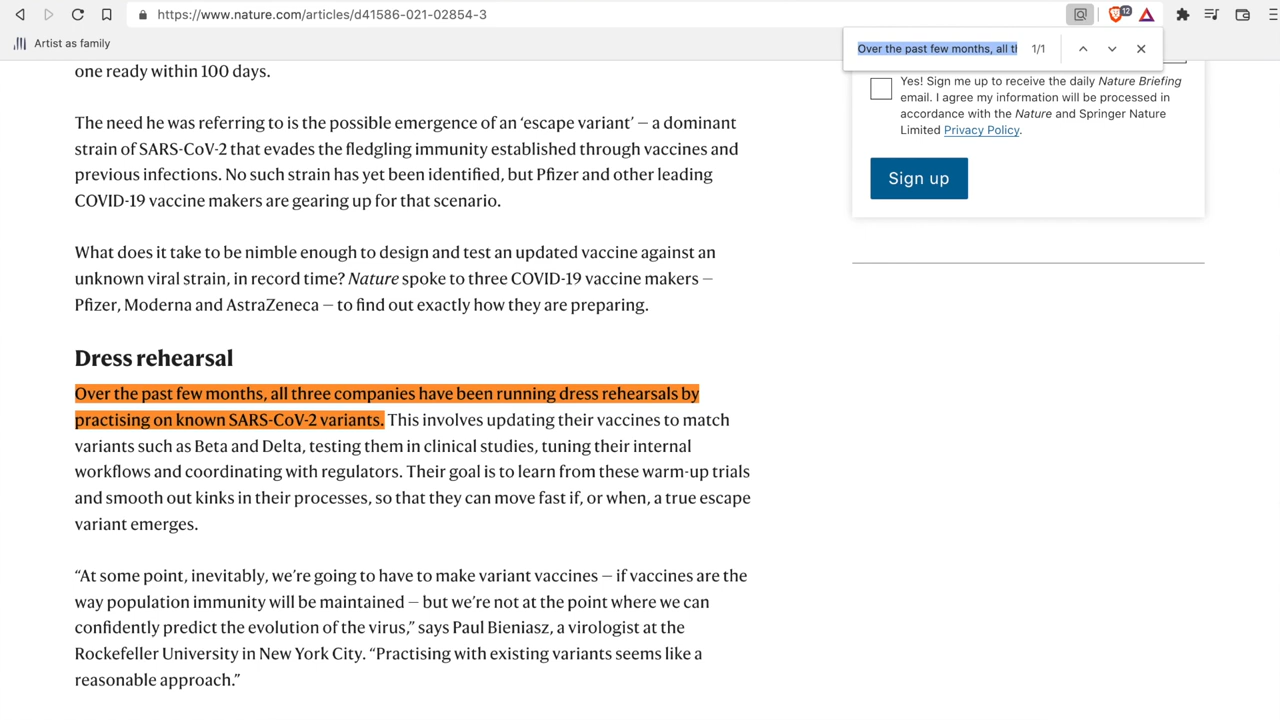 https://www.nature.com/articles/d41586-021-02854-3
12
Artist as family
Over the past few months, all th
1/1
one ready within 100 days.
The need he was referring to is the possible emergence of an ‘escape variant’ – a dominant
strain of SARS-CoV-2 that evades the fledgling immunity established through vaccines and
previous infections. No such strain has yet been identified, but Pfizer and other leading
COVID-19 vaccine makers are gearing up for that scenario.
What does it take to be nimble enough to design and test an updated vaccine against an
unknown viral strain, in record time? Nature spoke to three COVID-19 vaccine makers –
Pfizer, Moderna and AstraZeneca – to find out exactly how they are preparing.
Dress rehearsal
Over the past few months, all three companies have been running dress rehearsals by
practising on known SARS-CoV-2 variants. This involves updating their vaccines to match
variants such as Beta and Delta, testing them in clinical studies, tuning their internal
workflows and coordinating with regulators. Their goal is to learn from these warm-up trials
and smooth out kinks in their processes, so that they can move fast if, or when, a true escape
variant emerges.
“At some point, inevitably, we’re going to have to make variant vaccines – if vaccines are the
way population immunity will be maintained – but we’re not at the point where we can
confidently predict the evolution of the virus,” says Paul Bieniasz, a virologist at the
Rockefeller University in New York City. “Practising with existing variants seems like a
reasonable approach.”
Yes! Sign me up to receive the daily Nature Briefing
email. I agree my information will be processed in
accordance with the Nature and Springer Nature
Limited Privacy Policy.
Sign up